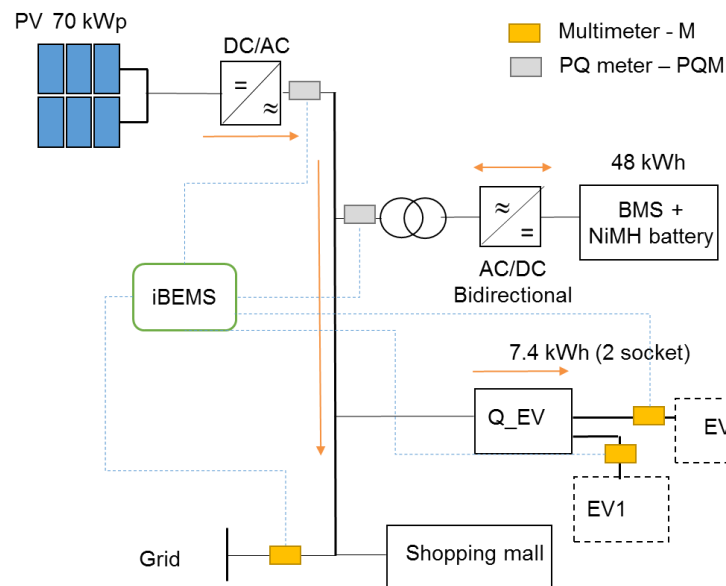 PV 70 kWp
DC/AC
=
≈
Multimeter - M
PQ meter – PQM
48 kWh
≈
=
BMS +
NiMH battery
AC/DC
Bidirectional
iBEMS
7.4 kWh (2 socket)
Q_EV
EV
EV1
Grid
Shopping mall